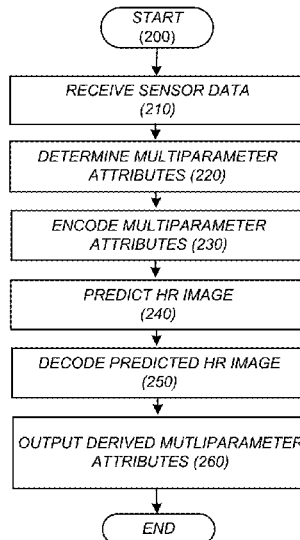 START
(200)
RECEIVE SENSOR DATA
(210)
DETERMINE MULTIPARAMETER
ATTRIBUTES (220)
ENCODE MULTIPARAMETER
ATTRIBUTES (230)
PREDICT HR IMAGE
(240)
DECODE PREDICTED HR IMAGE
(250)
OUTPUT DERIVED MUTLIPARAMETER
ATTRIBUTES (260)
END